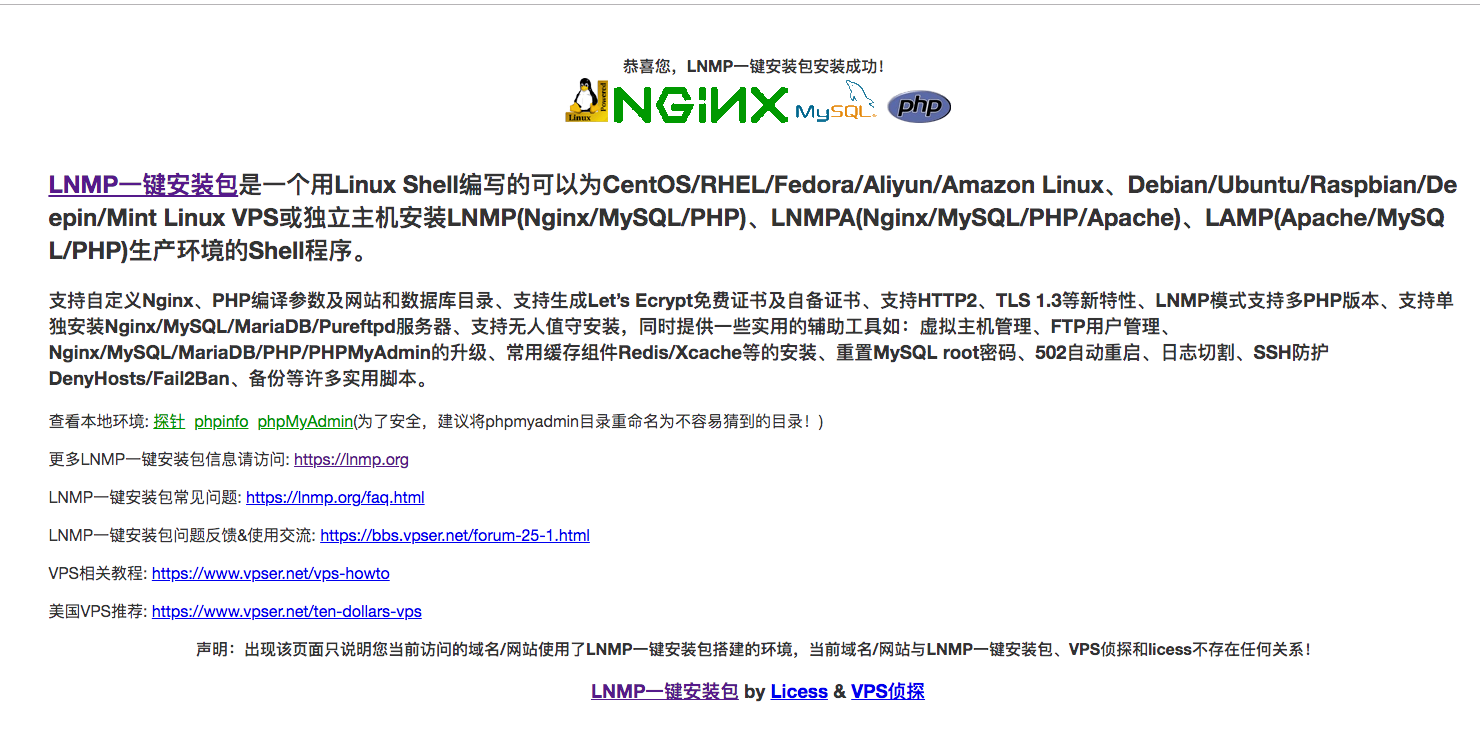 恭喜您，LNMP一键安装包安装成功！
Linux Powered NGiNX MySQL php
LNMP一键安装包是一个用Linux Shell编写的可以为CentOS/RHEL/Fedora/Aliyun/Amazon Linux、Debian/Ubuntu/Raspbian/De
epin/Mint Linux VPS或独立主机安装LNMP(Nginx/MySQL/PHP)、LNMPA(Nginx/MySQL/PHP/Apache)、LAMP(Apache/MySQ
L/PHP)生产环境的Shell程序。
支持自定义Nginx、PHP编译参数及网站和数据库目录、支持生成Let’s Ecrypt免费证书及自备证书、支持HTTP2、TLS 1.3等新特性、LNMP模式支持多PHP版本、支持单
独安装Nginx/MySQL/MariaDB/Pureftpd服务器、支持无人值守安装，同时提供一些实用的辅助工具如：虚拟主机管理、FTP用户管理、
Nginx/MySQL/MariaDB/PHP/PHPMyAdmin的升级、常用缓存组件Redis/Xcache等的安装、重置MySQL root密码、502自动重启、日志切割、SSH防护
DenyHosts/Fail2Ban、备份等许多实用脚本。
查看本地环境: 探针 phpinfo phpMyAdmin(为了安全，建议将phpmyadmin目录重命名为不容易猜到的目录！)
更多LNMP一键安装包信息请访问: https://lnmp.org
LNMP一键安装包常见问题: https://lnmp.org/faq.html
LNMP一键安装包问题反馈&使用交流: https://bbs.vpser.net/forum-25-1.html
VPS相关教程: https://www.vpser.net/vps-howto
美国VPS推荐: https://www.vpser.net/ten-dollars-vps
声明：出现该页面只说明您当前访问的域名/网站使用了LNMP一键安装包搭建的环境，当前域名/网站与LNMP一键安装包、VPS侦探和licess不存在任何关系！
LNMP一键安装包 by Licess & VPS侦探